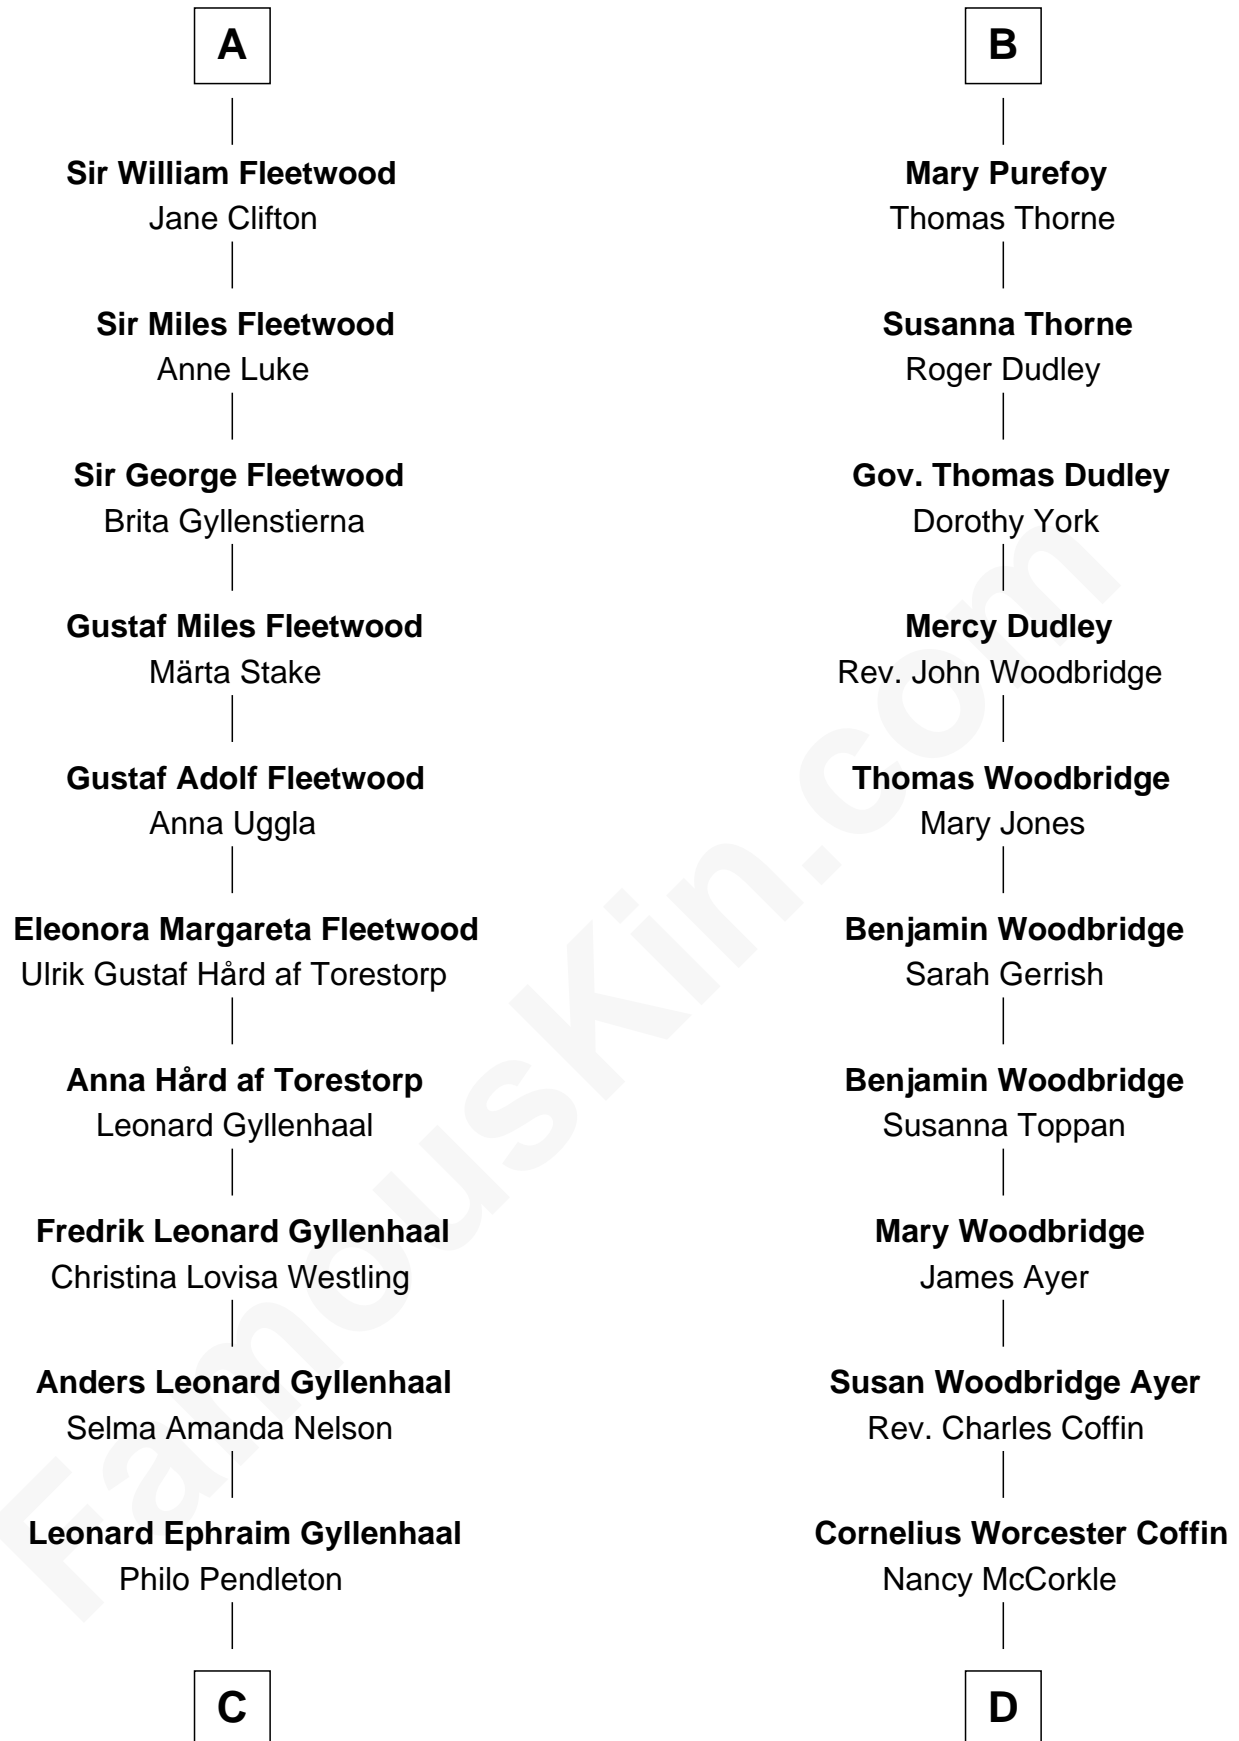 A
Sir William Fleetwood
Jane Clifton
Sir Miles Fleetwood
Anne Luke
Sir George Fleetwood
Brita Gyllenstierna
Gustaf Miles Fleetwood
Märta Stake
Gustaf Adolf Fleetwood
Anna Uggla
Eleonora Margareta Fleetwood
Ulrik Gustaf Hård af Torestorp
Anna Hård af Torestorp
Leonard Gyllenhaal
Fredrik Leonard Gyllenhaal
Christina Lovisa Westling
Anders Leonard Gyllenhaal
Selma Amanda Nelson
Leonard Ephraim Gyllenhaal
Philo Pendleton
C
B
Mary Purefoy
Thomas Thorne
Susanna Thorne
Roger Dudley
Gov. Thomas Dudley
Dorothy York
Mercy Dudley
Rev. John Woodbridge
Thomas Woodbridge
Mary Jones
Benjamin Woodbridge
Sarah Gerrish
Benjamin Woodbridge
Susanna Toppan
Mary Woodbridge
James Ayer
Susan Woodbridge Ayer
Rev. Charles Coffin
Cornelius Worcester Coffin
Nancy McCorkle
D
FamousKin.com